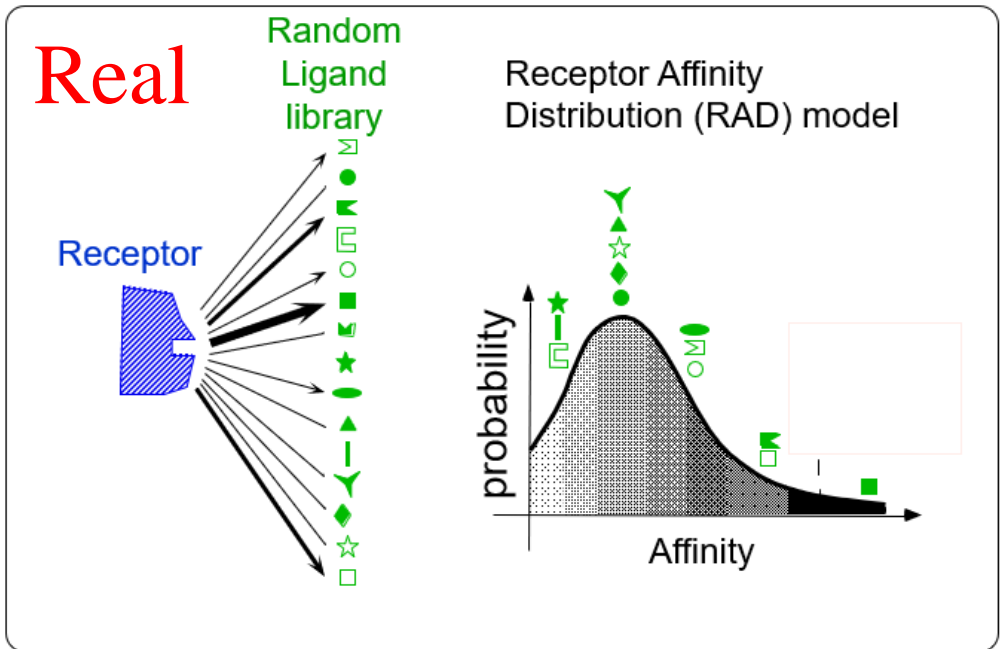 Real
Random
Ligand
library
Receptor Affinity
Distribution (RAD) model
Receptor
probability
Affinity